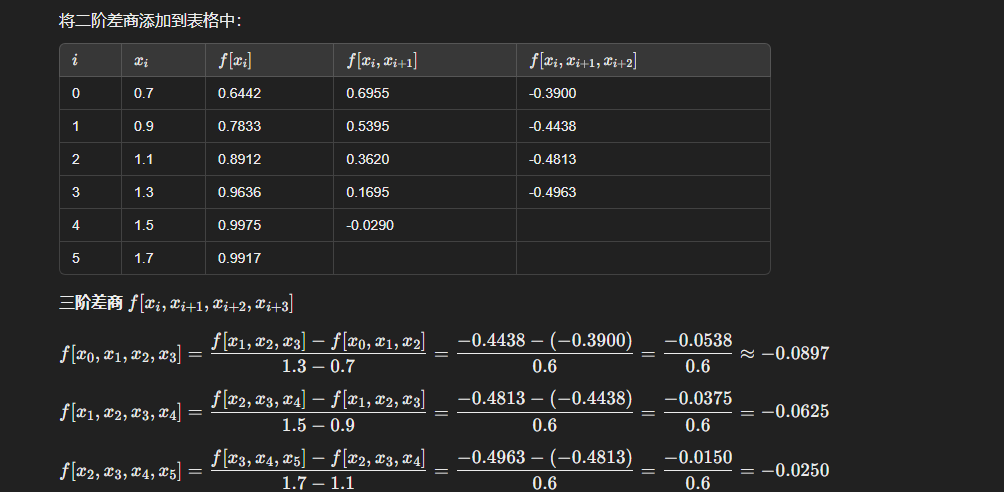 将二阶差商添加到表格中：
i x_i f[x_i] f[x_i, x_{i+1}] f[x_i, x_{i+1}, x_{i+2}]
0 0.7 0.6442 0.6955 -0.3900
1 0.9 0.7833 0.5395 -0.4438
2 1.1 0.8912 0.3620 -0.4813
3 1.3 0.9636 0.1695 -0.4963
4 1.5 0.9975 -0.0290
5 1.7 0.9917
三阶差商 f[x_i, x_{i+1}, x_{i+2}, x_{i+3}]
f[x_0, x_1, x_2, x_3] = \frac{f[x_1, x_2, x_3] - f[x_0, x_1, x_2]}{1.3 - 0.7} = \frac{-0.4438 - (-0.3900)}{0.6} = \frac{-0.0538}{0.6} ≈ -0.0897
f[x_1, x_2, x_3, x_4] = \frac{f[x_2, x_3, x_4] - f[x_1, x_2, x_3]}{1.5 - 0.9} = \frac{-0.4813 - (-0.4438)}{0.6} = \frac{-0.0375}{0.6} = -0.0625
f[x_2, x_3, x_4, x_5] = \frac{f[x_3, x_4, x_5] - f[x_2, x_3, x_4]}{1.7 - 1.1} = \frac{-0.4963 - (-0.4813)}{0.6} = \frac{-0.0150}{0.6} = -0.0250